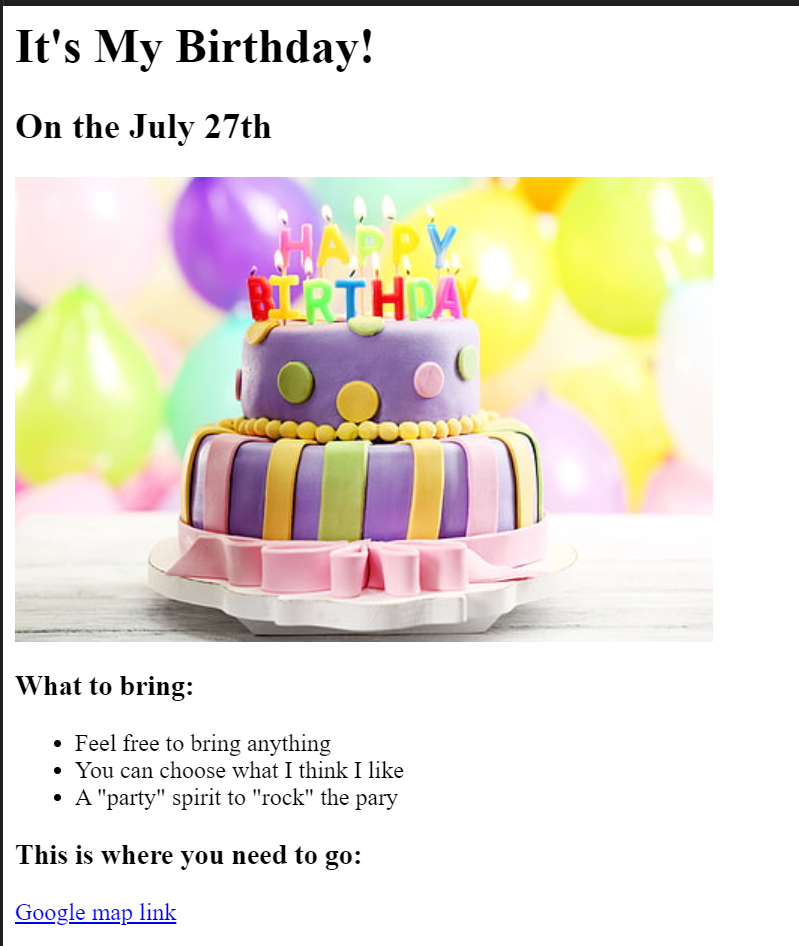 It's My Birthday!
On the July 27th
HAPPY
BIRTHDAY
What to bring:
Feel free to bring anything
You can choose what I think I like
A "party" spirit to "rock" the pary
This is where you need to go:
Google map link